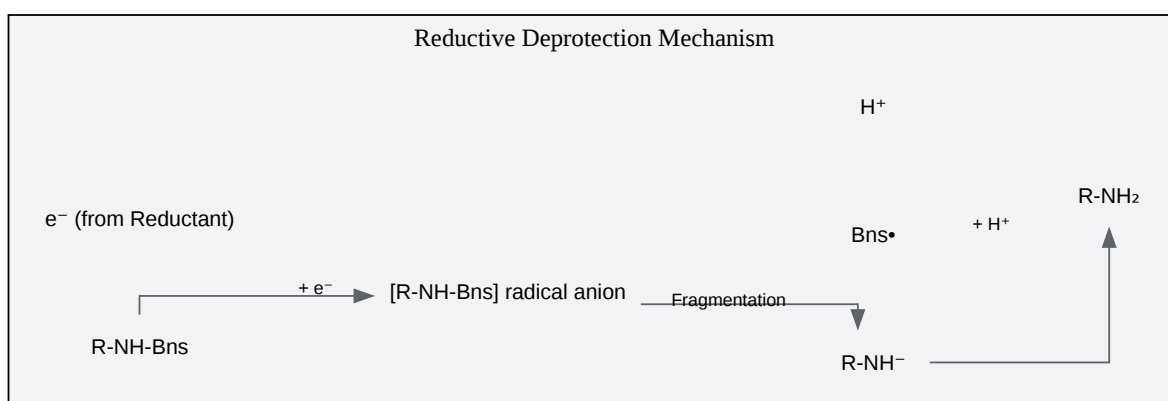 Reductive Deprotection Mechanism
H⁺
R-NH₂
e⁻ (from Reductant)
+ H⁺
Bns•
+ e⁻
[R-NH-Bns] radical anion
Fragmentation
R-NH-Bns
R-NH⁻